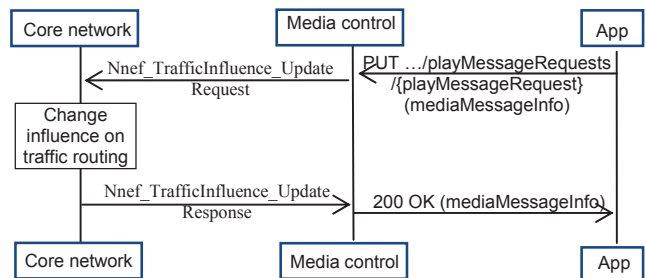 Core network
Media control
App
Nnef_TrafficInfluence_Update
Request
PUT …/playMessageRequests
/{playMessageRequest}
(mediaMessageInfo)
Change
influence on
traffic routing
Nnef_TrafficInfluence_Update
Response
200 OK (mediaMessageInfo)
Core network
Media control
App